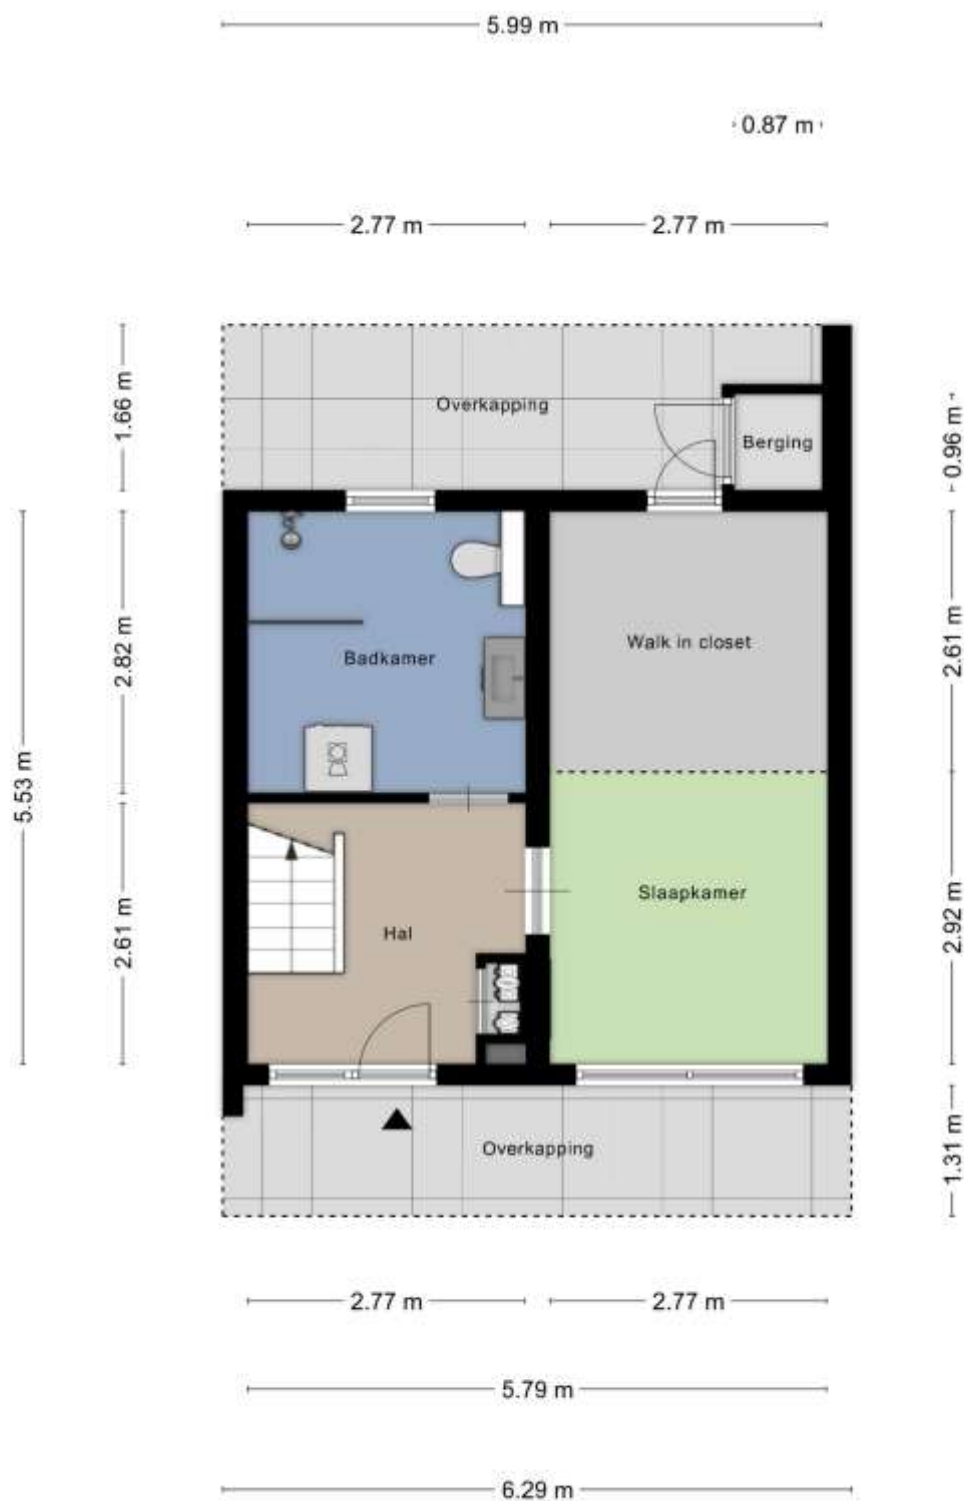 5.99 m
0.87 m
2.77 m
2.77 m
1.66 m
Overkapping
0.96 m
Berging
5.53 m
2.82 m
Badkamer
Walk in closet
2.61 m
2.61 m
Hal
Slaapkamer
2.92 m
Overkapping
1.31 m
2.77 m
2.77 m
5.79 m
6.29 m